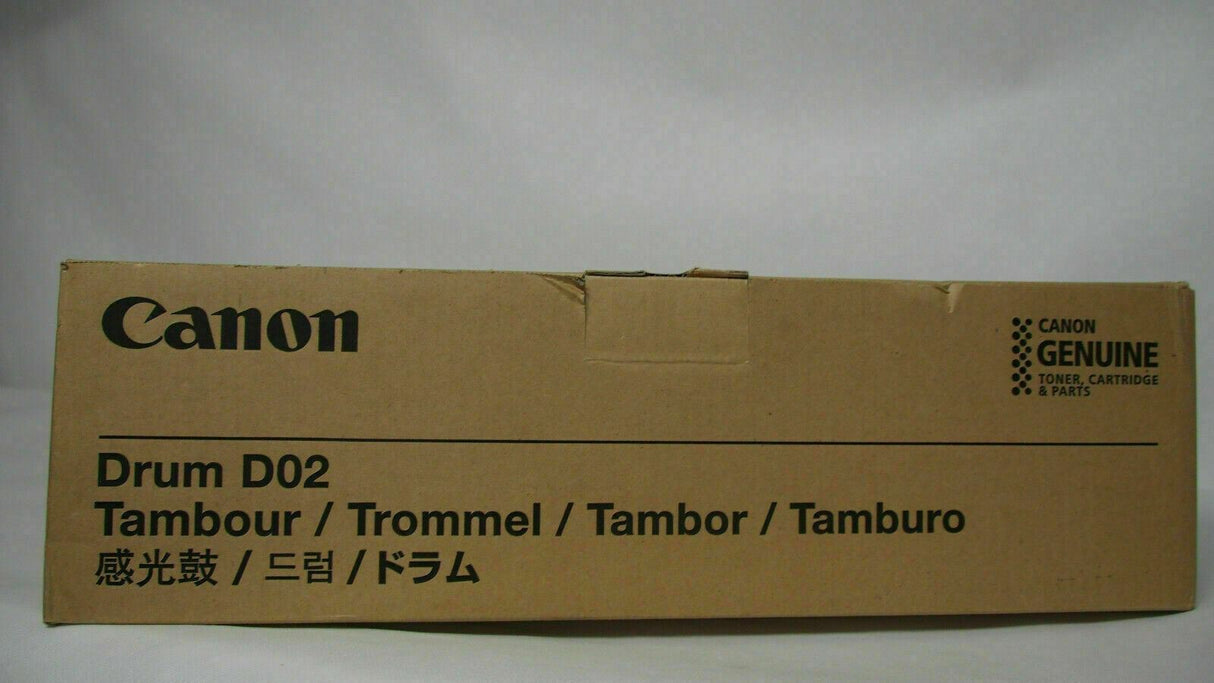 Canon
CANON
GENUINE
TONER, CARTRIDGE
& PARTS
Drum D02
Tambour / Trommel / Tambor / Tamburo
感光鼓 / 드럼 / ドラム